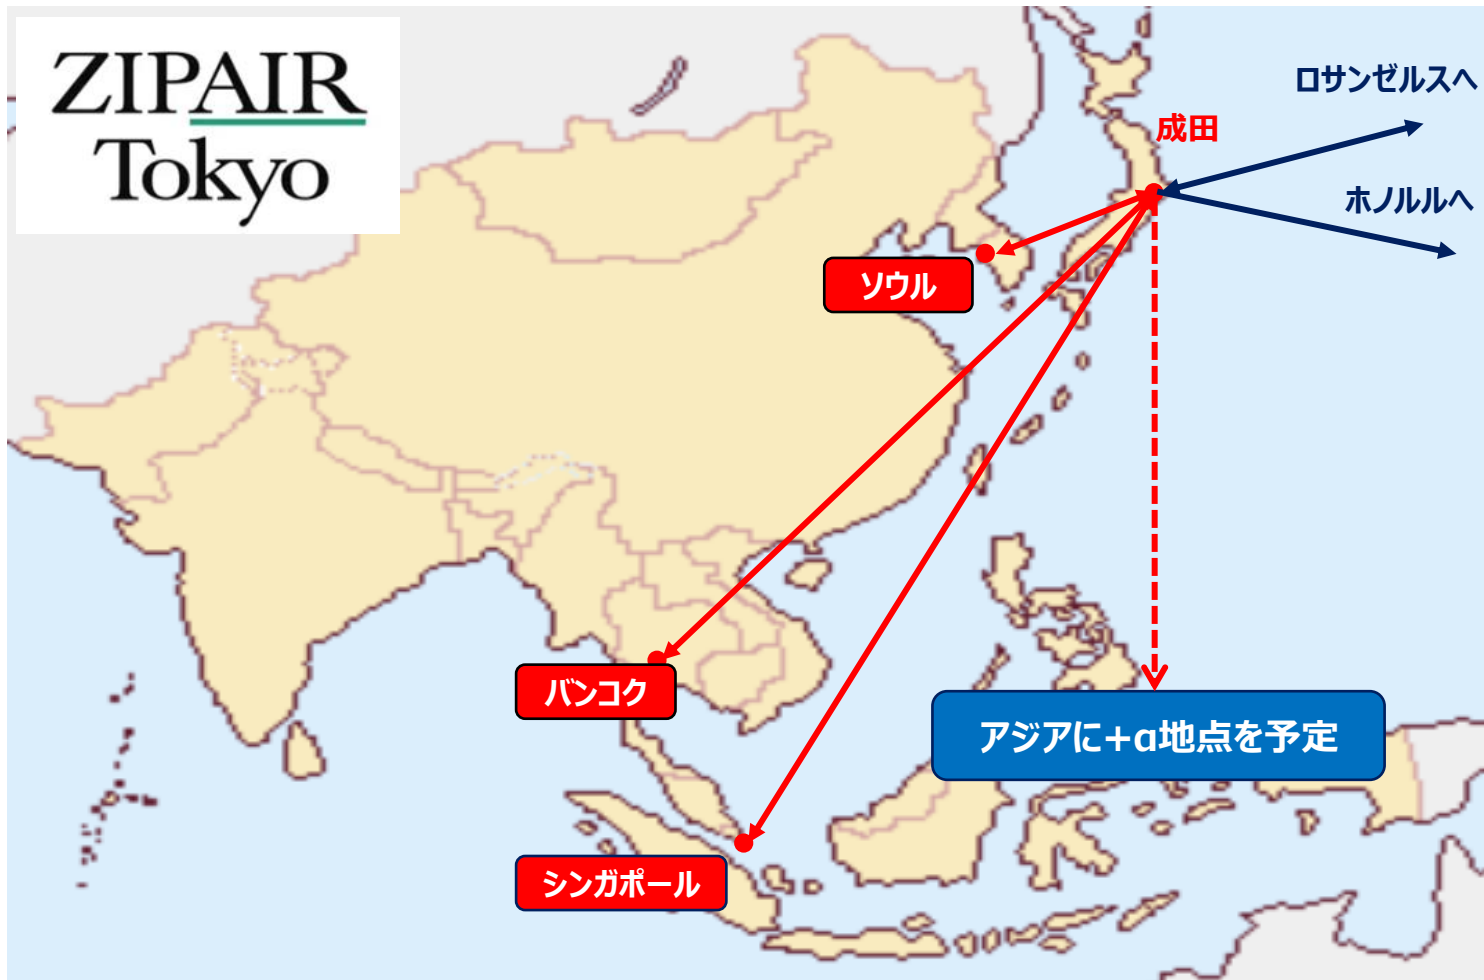 ZIPAIR
Tokyo
ロサンゼルスへ
成田
ホノルルへ
ソウル
バンコク
アジアに+α地点を予定
シンガポール